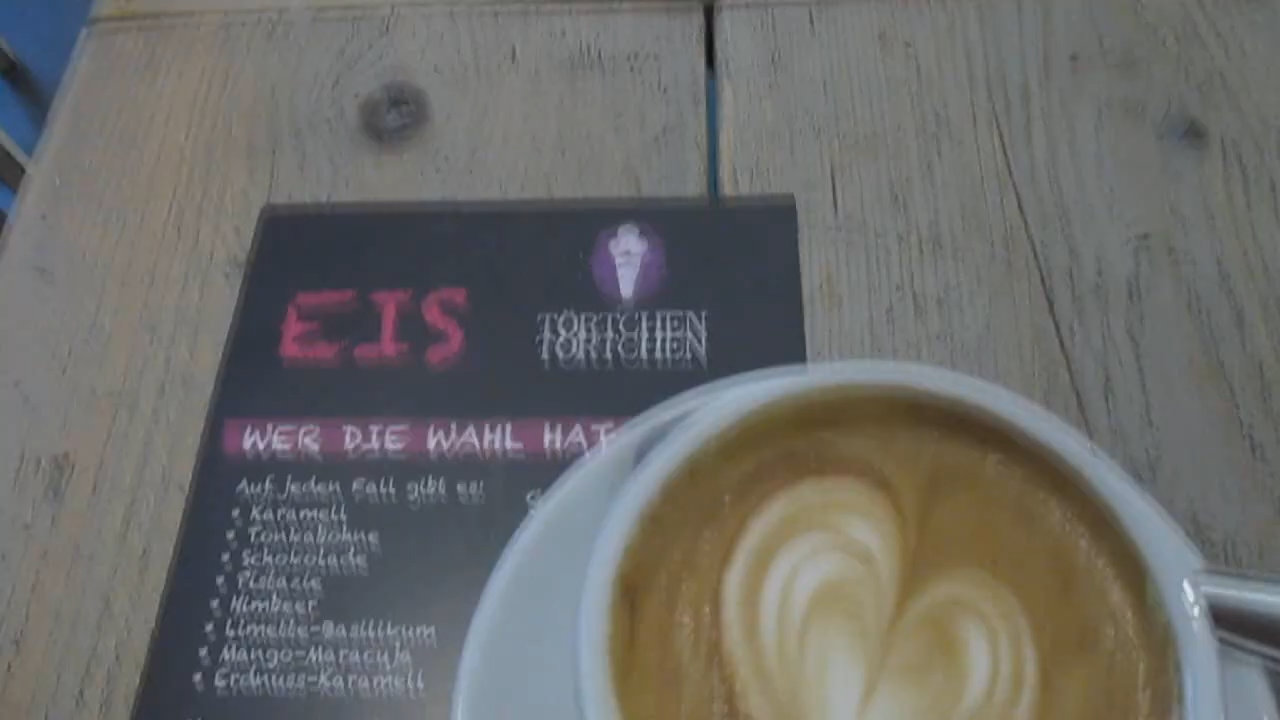 EIS
TÖRTCHEN
TÖRTCHEN
WER DIE WAHL HAT
Auf jeden Fall gibt es:
* Karamell
* Tonkabohne
* Schokolade
* Pistazie
* Himbeer
* Limette-Basilikum
* Mango-Maracuja
* Erdnuss-Karamell